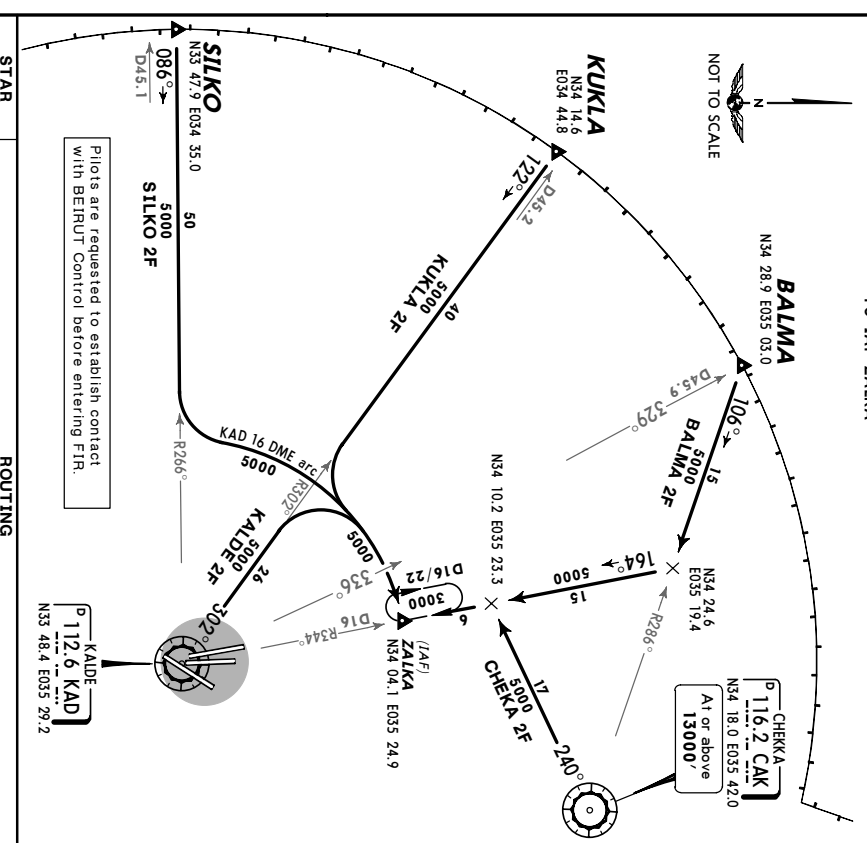 NOT TO SCALE
N
BALMA
N34 28.9 E035 03.0
KUKLA
N34 14.6
E034 44.8
SILKO
N33 47.9 E034 35.0
086°
D45.1
50
5000
SILKO 2F
122°
D45.2
40
5000
KUKLA 2F
D45.9 329°
106°
15
5000
BALMA 2F
N34 24.6
E035 19.4
164°
5000
15
R286°
N34 10.2 E035 23.3
CHEKKA
D 116.2 CAK
N34 18.0 E035 42.0
At or above
13000'
240°
17
5000
CHEKA 2F
6
D16/22
3000
(IAF)
ZALKA
N34 04.1 E035 24.9
KAD 16 DME arc
5000
5000
R266°
R302°
336°
D16 R344°
302°
26
5000
KALDE 2F
KALDE
D 112.6 KAD
N33 48.4 E035 29.2
Pilots are requested to establish contact
with BEIRUT Control before entering FIR.
STAR
ROUTING